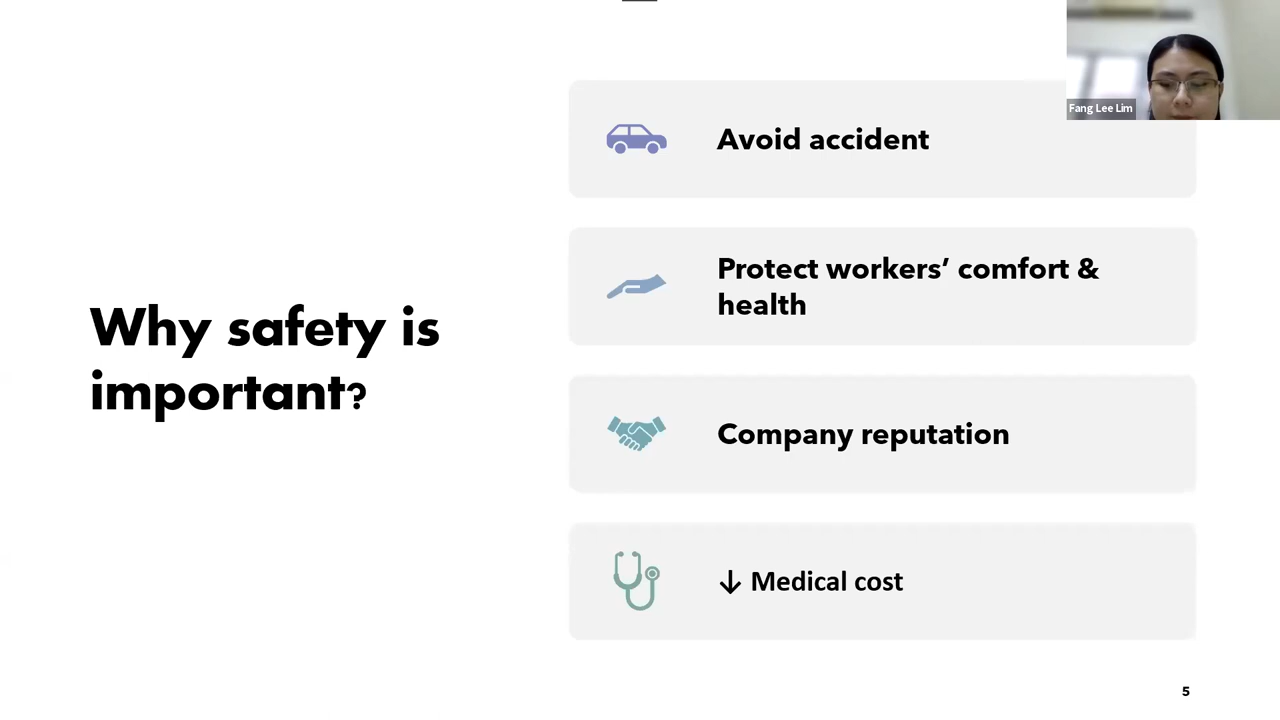 Fang Lee Lim
Avoid accident
Protect workers’ comfort &
health
Why safety is
important?
Company reputation
↓ Medical cost
5